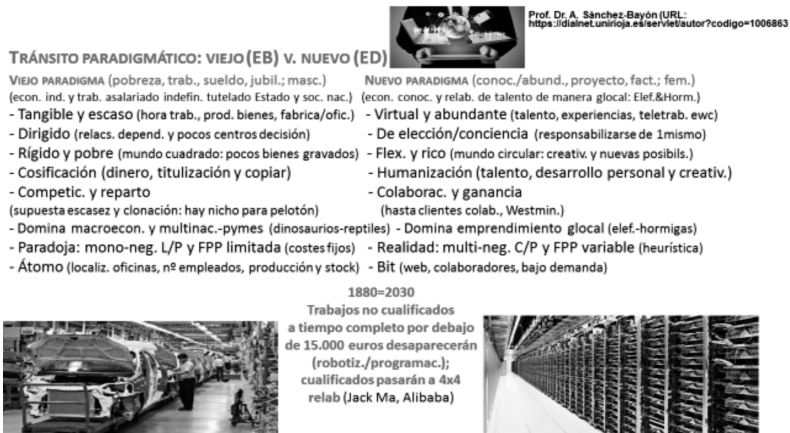 Prof. Dr. A. Sánchez-Bayón (URL:
https://dialnet.unirioja.es/servlet/autor?codigo=1006863
TRÁNSITO PARADIGMÁTICO: VIEJO (EB) V. NUEVO (ED)
VIEJO PARADIGMA (pobreza, trab., sueldo, jubil.; masc.)
(econ. ind. y trab. asalariado indefin. tutelado Estado y soc. nac.)
- Tangible y escaso (hora trab., prod. bienes, fabrica/ofic.)
- Dirigido (relacs. depend. y pocos centros decisión)
- Rígido y pobre (mundo cuadrado: pocos bienes gravados)
- Cosificación (dinero, titulización y copiar)
- Competic. y reparto
(supuesta escasez y clonación: hay nicho para pelotón)
- Domina macroecon. y multinac.-pymes (dinosaurios-reptiles)
- Paradoja: mono-neg. L/P y FPP limitada (costes fijos)
- Átomo (localiz. oficinas, nº empleados, producción y stock)
NUEVO PARADIGMA (conoc./abund., proyecto, fact.; fem.)
(econ. conoc. y relab. de talento de manera glocal: Elef.&Horm.)
- Virtual y abundante (talento, experiencias, teletrab. ewc)
- De elección/conciencia (responsabilizarse de 1mismo)
- Flex. y rico (mundo circular: creativ. y nuevas posibils.)
- Humanización (talento, desarrollo personal y creativ.)
- Colaborac. y ganancia
(hasta clientes colab., Westmin.)
- Domina emprendimiento glocal (elef.-hormigas)
- Realidad: multi-neg. C/P y FPP variable (heurística)
- Bit (web, colaboradores, bajo demanda)
1880=2030
Trabajos no cualificados
a tiempo completo por debajo
de 15.000 euros desaparecerán
(robotiz./programac.);
cualificados pasarán a 4x4
relab (Jack Ma, Alibaba)